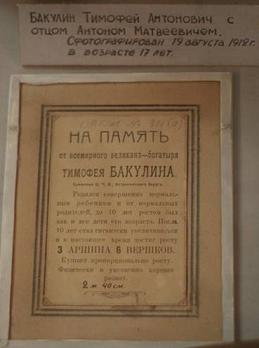 Бакулин Тимофей Антонович с
отцом Антоном Матвеевичем.
Сфотографирован 19 августа 1912г.
в возрасте 17 лет.
НА ПАМЯТЬ
от всемирного великана—богатыря
ТИМОФЕЯ БАКУЛИНА.
Родился совершенно нормаль-
ным ребенком и от нормальных
родителей, до 10 лет ростом был
как и все дети его возраста. После
10 лет стал гигантски увеличиваться
и в настоящее время достиг росту
3 АРШИНА 6 ВЕРШКОВ.
Кушает пропорционально росту.
Физически и умственно хорошо
развит.
2 м 40 см.